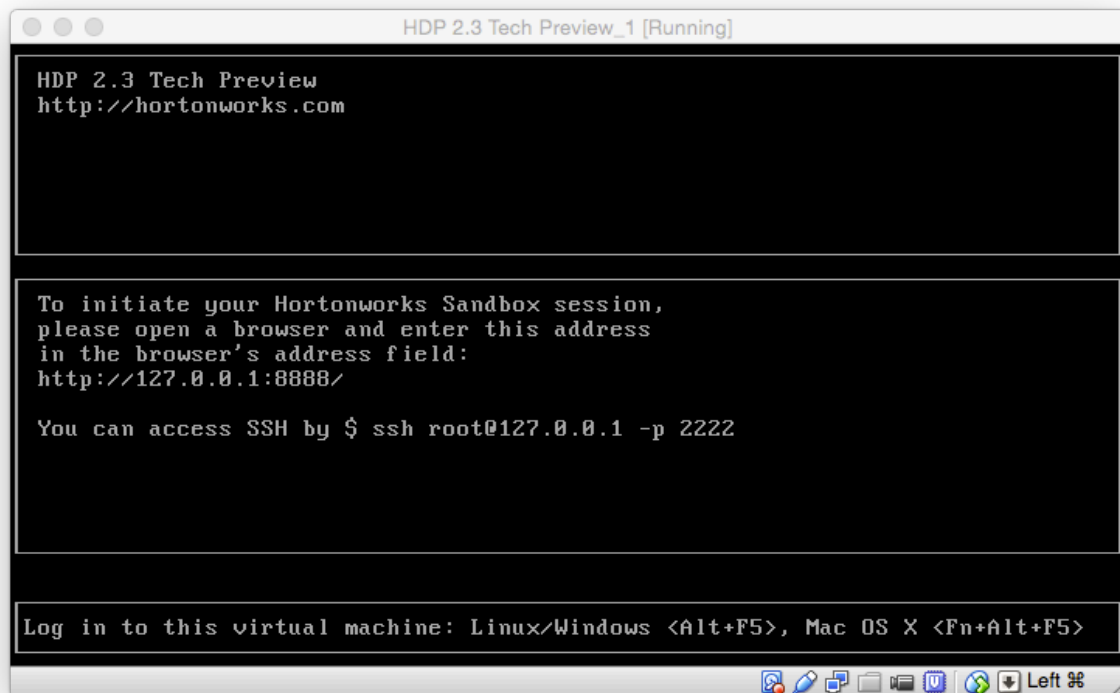 HDP 2.3 Tech Preview_1 [Running]
HDP 2.3 Tech Preview
http://hortonworks.com
To initiate your Hortonworks Sandbox session,
please open a browser and enter this address
in the browser's address field:
http://127.0.0.1:8888/
You can access SSH by $ ssh root@127.0.0.1 -p 2222
Log in to this virtual machine: Linux/Windows <Alt+F5>, Mac OS X <Fn+Alt+F5>
Left ⌘